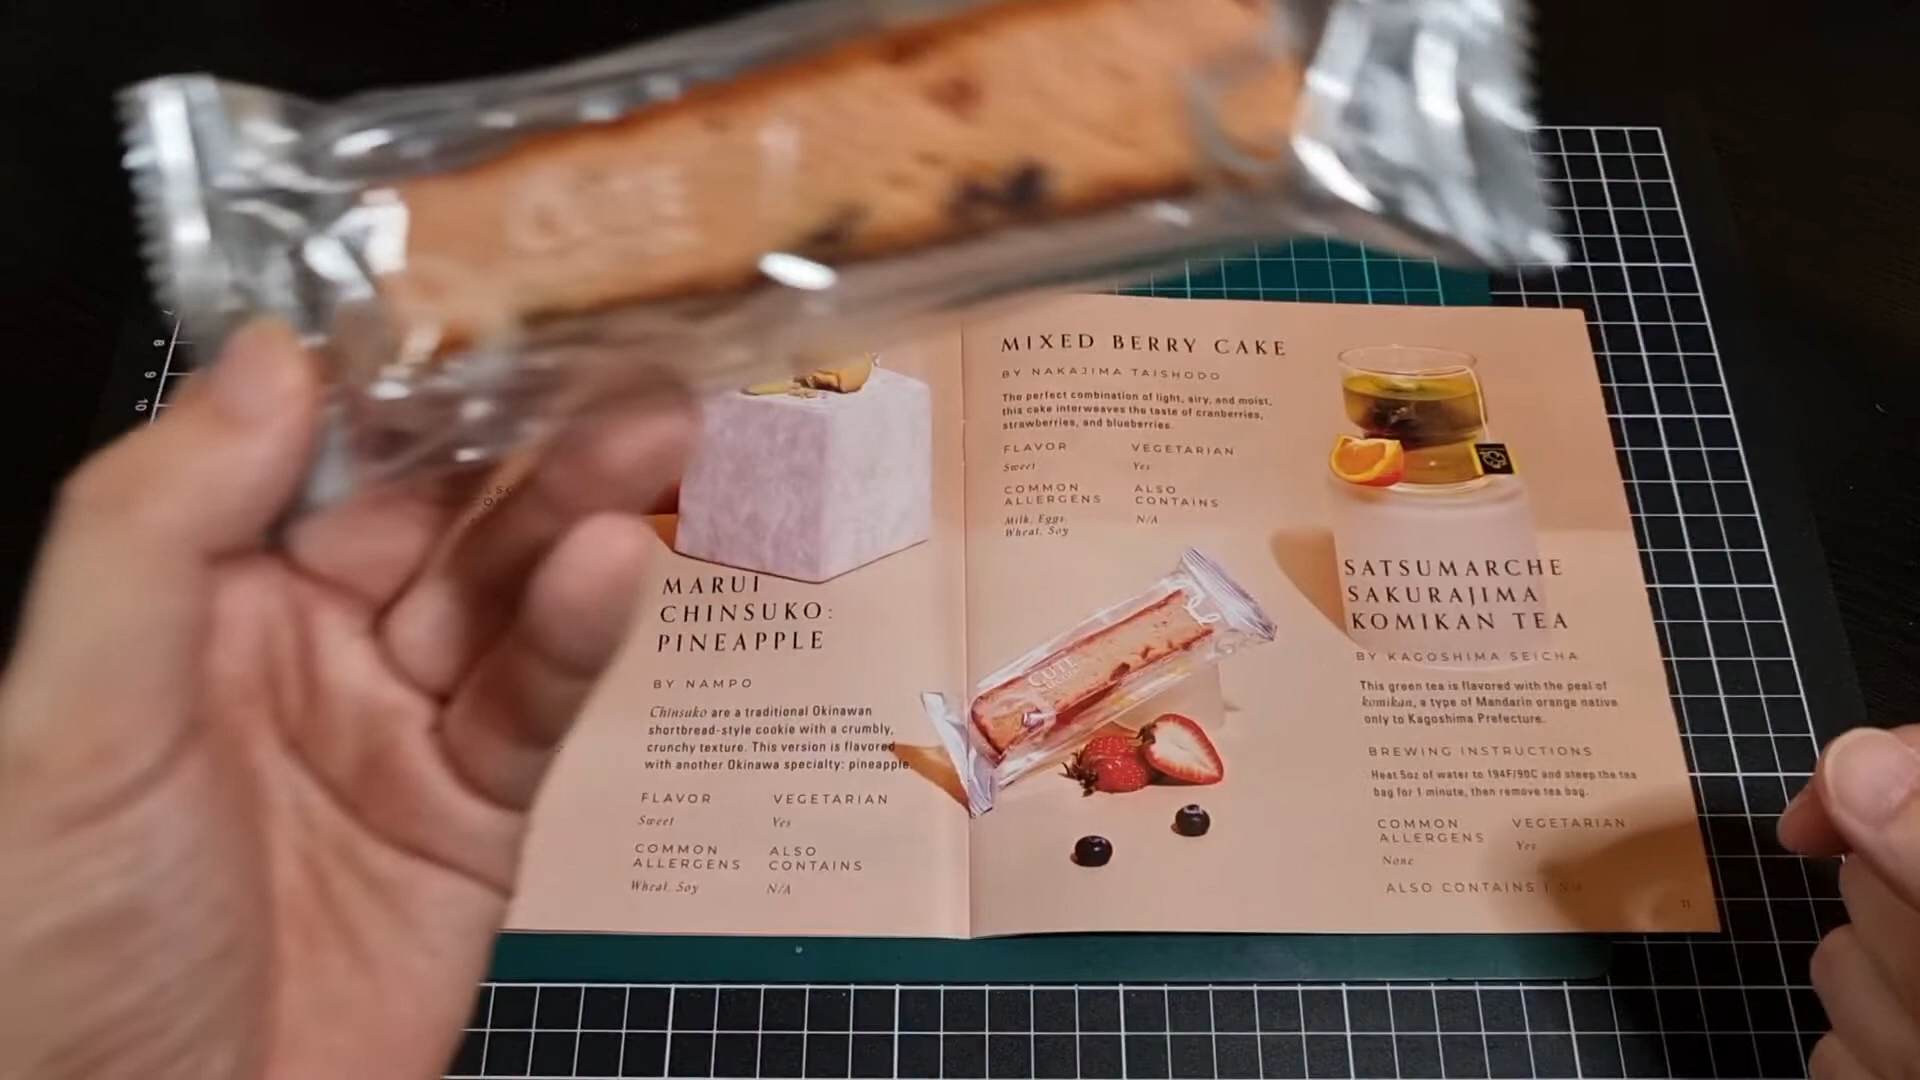 8
9
10
MARUI
CHINSUKO:
PINEAPPLE
BY NAMPO
Chinsuko are a traditional Okinawan
shortbread-style cookie with a crumbly,
crunchy texture. This version is flavored
with another Okinawa specialty: pineapple.
FLAVOR
Sweet
VEGETARIAN
Yes
COMMON
ALLERGENS
Wheat, Soy
ALSO
CONTAINS
N/A
MIXED BERRY CAKE
BY NAKAJIMA TAISHODO
The perfect combination of light, airy, and moist,
this cake interweaves the taste of cranberries,
strawberries, and blueberries.
FLAVOR
Sweet
VEGETARIAN
Yes
COMMON
ALLERGENS
Milk, Eggs,
Wheat, Soy
ALSO
CONTAINS
N/A
CUTE
SATSUMARCHE
SAKURAJIMA
KOMIKAN TEA
BY KAGOSHIMA SEICHA
This green tea is flavored with the peal of
komikan, a type of Mandarin orange native
only to Kagoshima Prefecture.
BREWING INSTRUCTIONS
Heat 5oz of water to 194F/90C and steep the tea
bag for 1 minute, then remove tea bag.
COMMON
ALLERGENS
None
VEGETARIAN
Yes
ALSO CONTAINS |
11